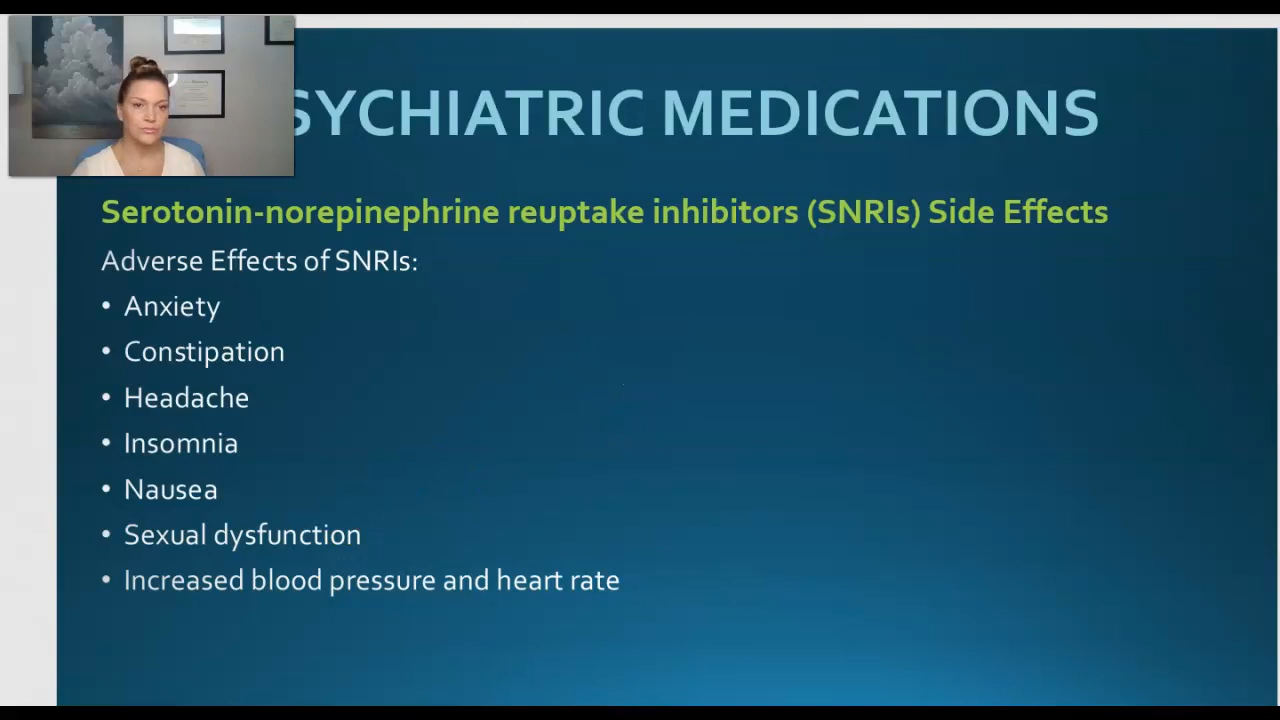 SYCHIATRIC MEDICATIONS
Serotonin-norepinephrine reuptake inhibitors (SNRIs) Side Effects
Adverse Effects of SNRIs:
• Anxiety
• Constipation
• Headache
• Insomnia
• Nausea
• Sexual dysfunction
• Increased blood pressure and heart rate